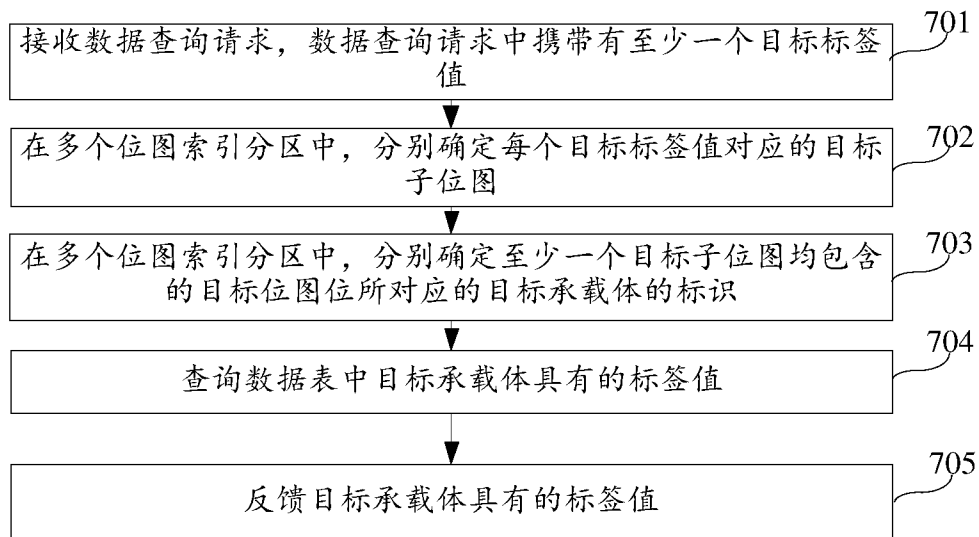 701
接收数据查询请求，数据查询请求中携带有至少一个目标标签
值
702
在多个位图索引分区中，分别确定每个目标标签值对应的目标
子位图
703
在多个位图索引分区中，分别确定至少一个目标子位图均包含
的目标位图位所对应的目标承载体的标识
704
查询数据表中目标承载体具有的标签值
705
反馈目标承载体具有的标签值